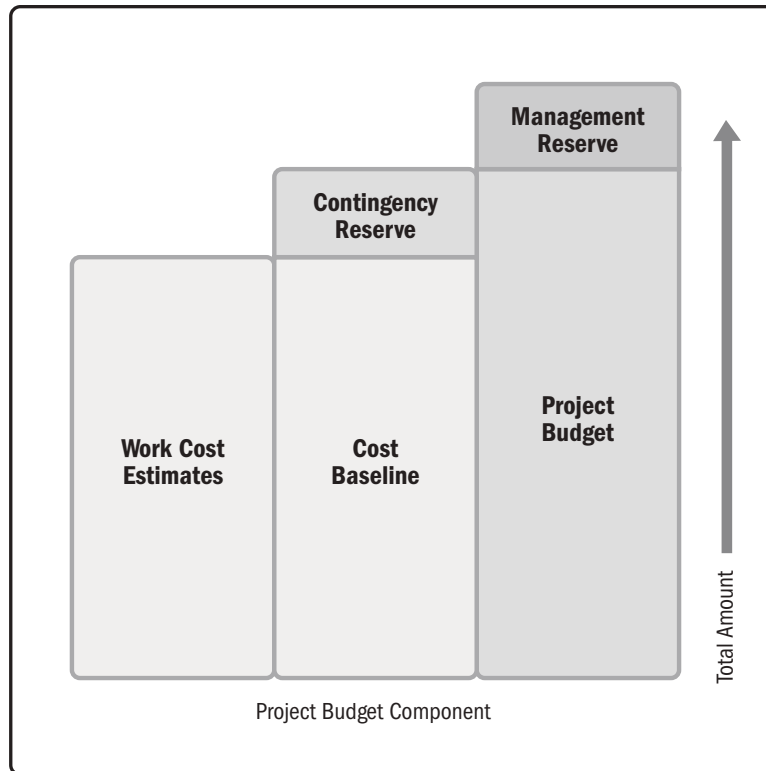 Management
Reserve
Contingency
Reserve
Project
Budget
Work Cost
Estimates
Cost
Baseline
Total Amount
Project Budget Component